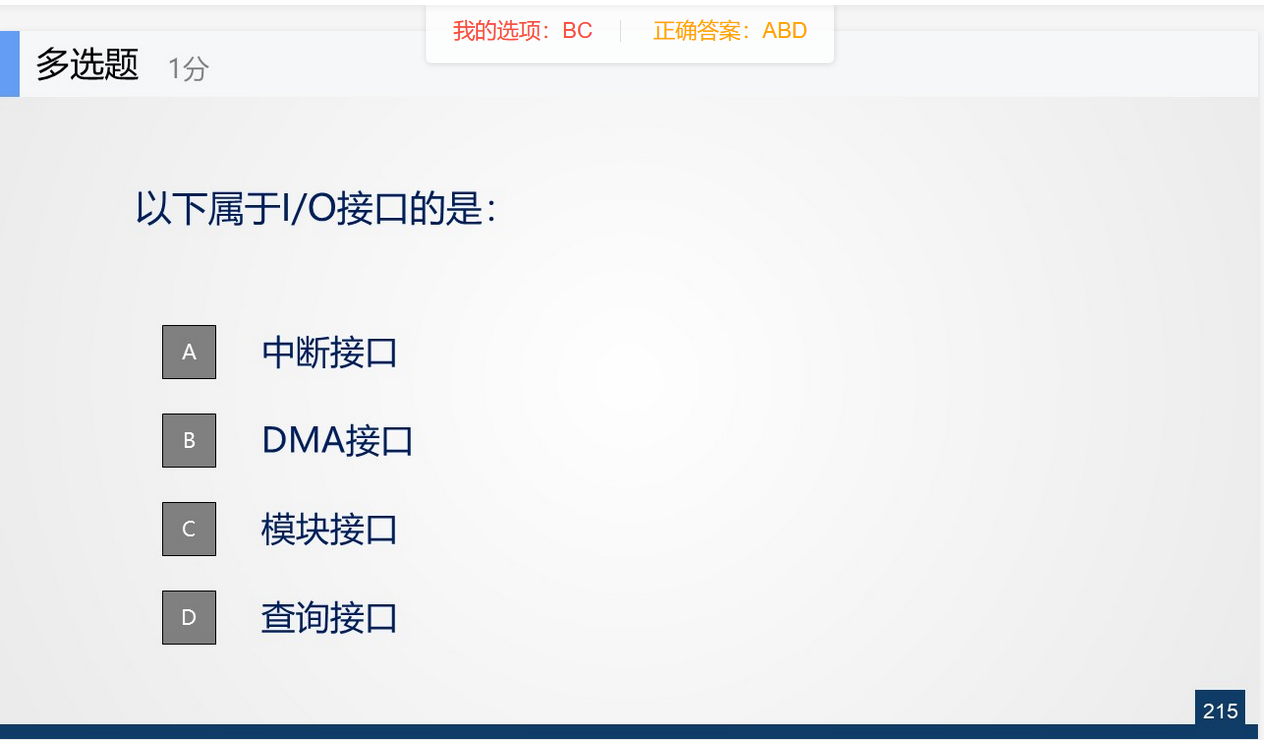 我的选项：BC 正确答案：ABD
多选题 1分
以下属于I/O接口的是：
A 中断接口
B DMA接口
C 模块接口
D 查询接口
215